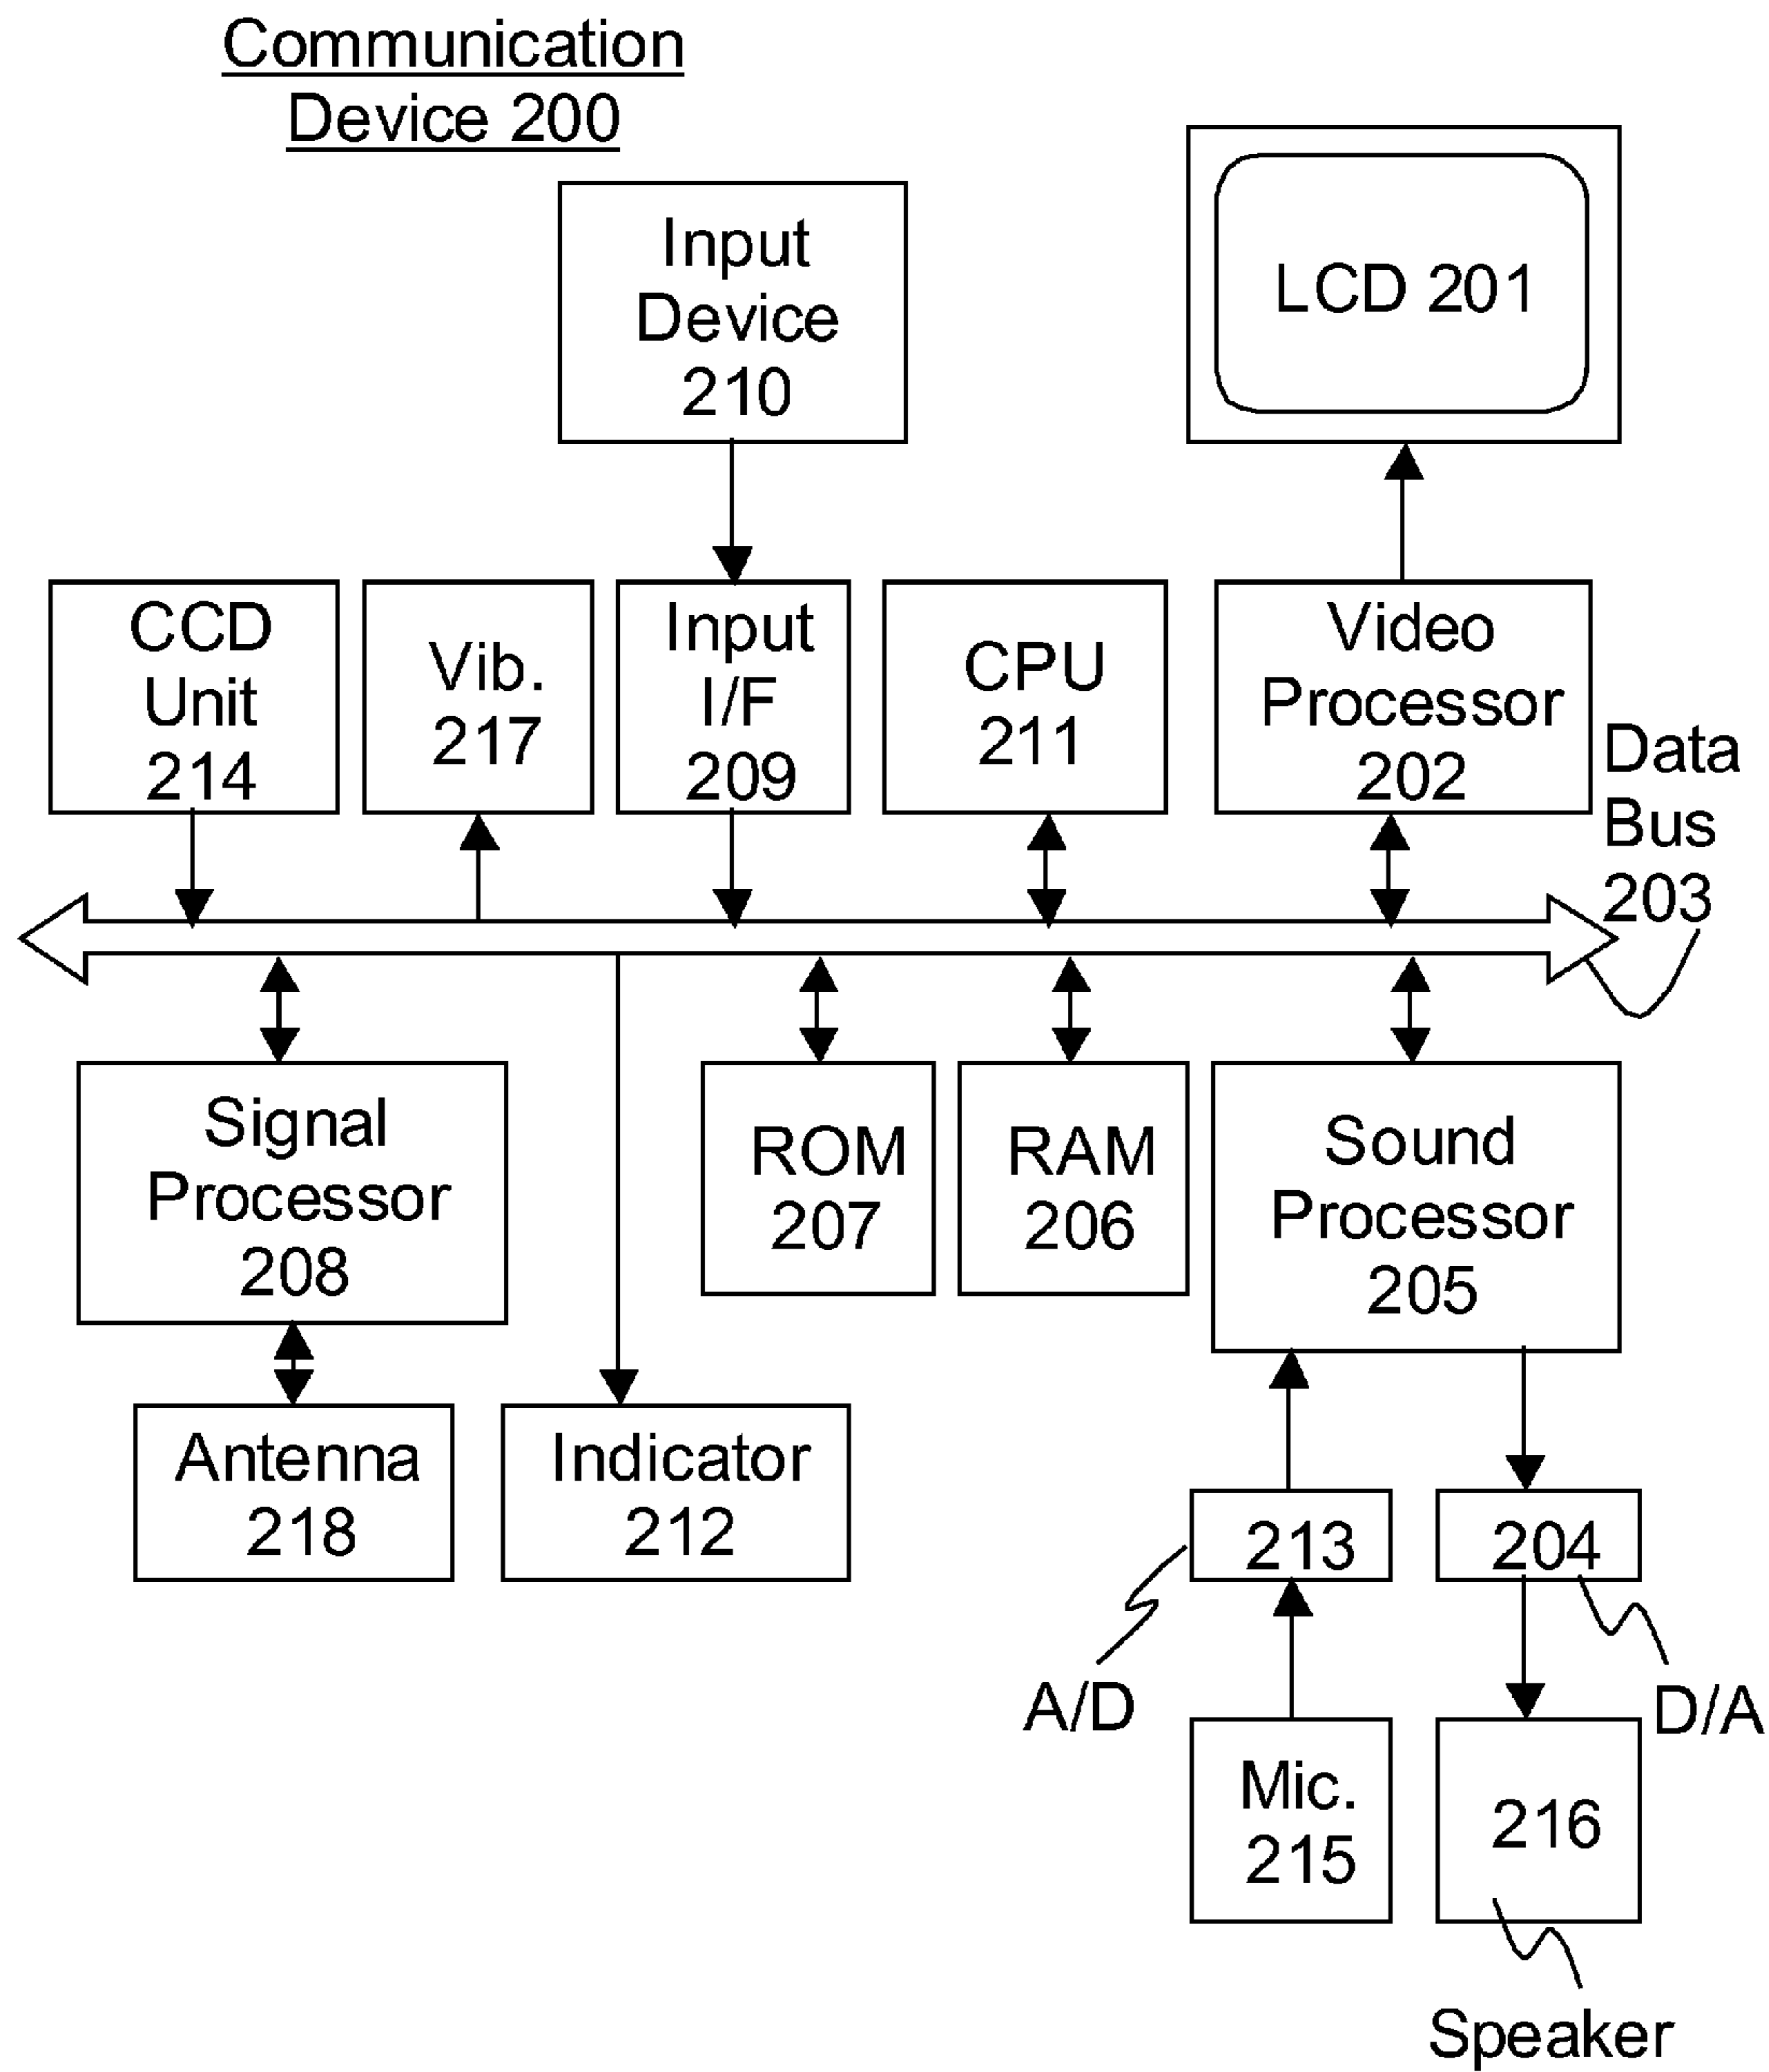 Communication
Device 200
Input
Device
210
LCD 201
CCD
Unit
214
Vib.
217
Input
I/F
209
CPU
211
Video
Processor
202
Data
Bus
203
Signal
Processor
208
ROM
207
RAM
206
Sound
Processor
205
Antenna
218
Indicator
212
213
204
A/D
D/A
Mic.
215
216
Speaker